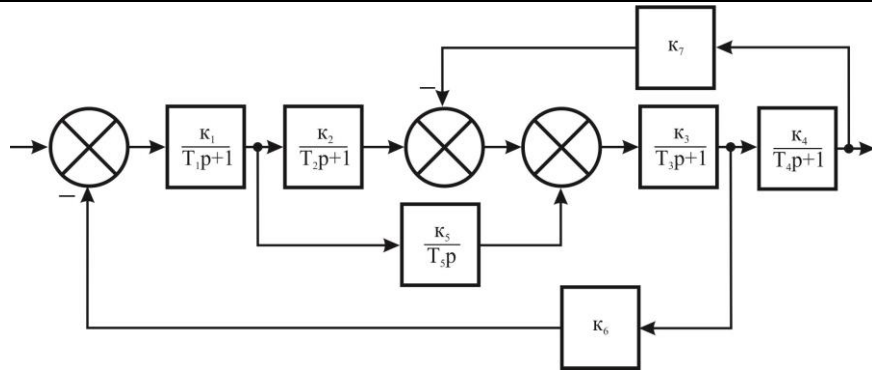 к₇
–
к₁
T₁p+1
к₂
T₂p+1
к₃
T₃p+1
к₄
T₄p+1
–
к₅
T₅p
к₆